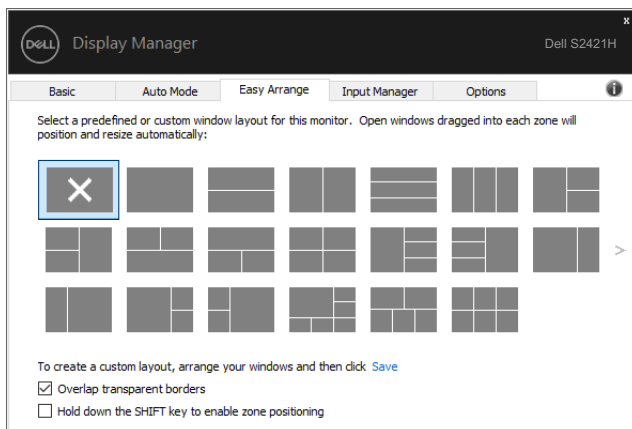 x
DELL
Display Manager
Dell S2421H
Basic
Auto Mode
Easy Arrange
Input Manager
Options
i
Select a predefined or custom window layout for this monitor. Open windows dragged into each zone will
position and resize automatically:
>
To create a custom layout, arrange your windows and then click Save
Overlap transparent borders
Hold down the SHIFT key to enable zone positioning